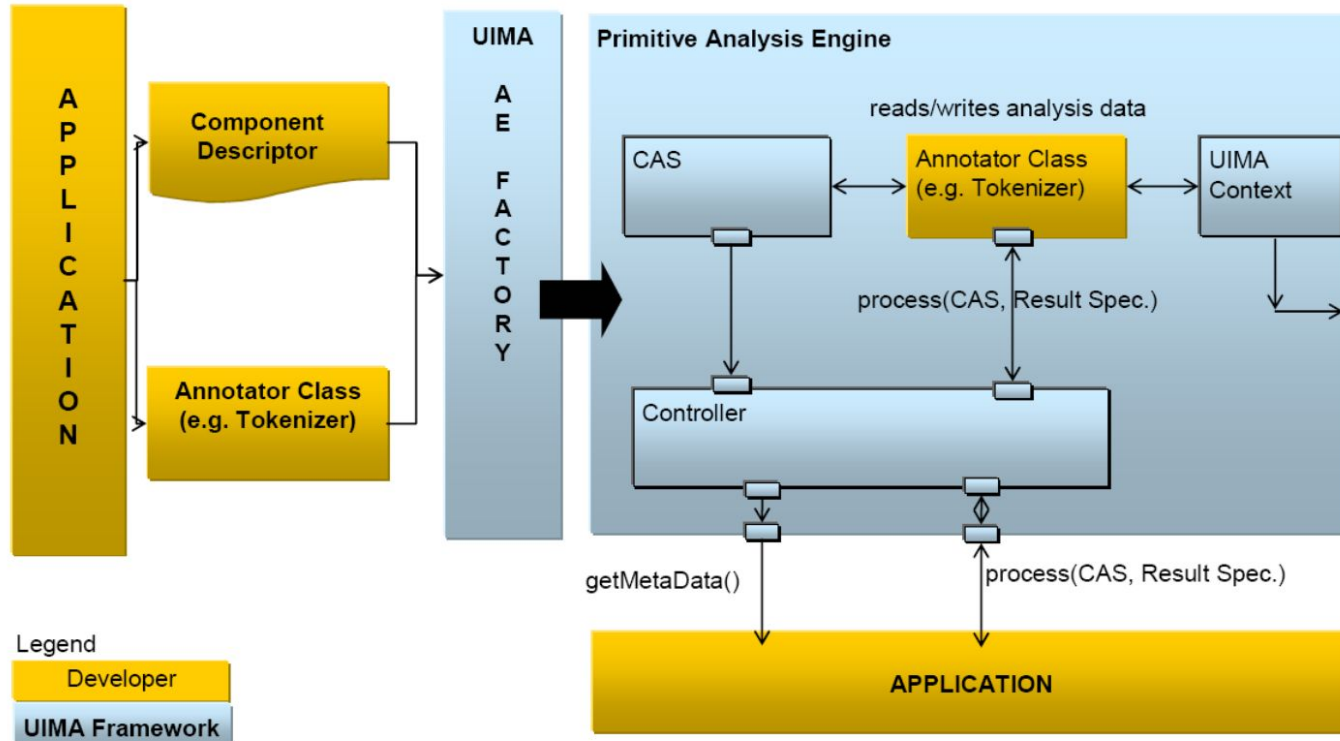 APPLICATION
Component
Descriptor
Annotator Class
(e.g. Tokenizer)
UIMA
AE FACTORY
Primitive Analysis Engine
reads/writes analysis data
CAS
Annotator Class
(e.g. Tokenizer)
UIMA
Context
process(CAS, Result Spec.)
Controller
getMetaData()
process(CAS, Result Spec.)
APPLICATION
Legend
Developer
UIMA Framework